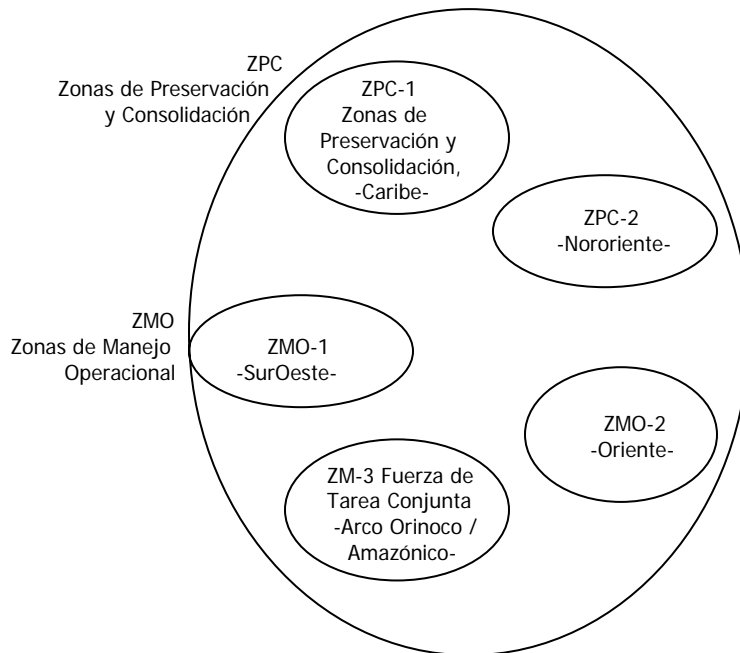 ZPC
Zonas de Preservación
y Consolidación
ZPC-1
Zonas de
Preservación y
Consolidación,
-Caribe-
ZPC-2
-Nororiente-
ZMO
Zonas de Manejo
Operacional
ZMO-1
-SurOeste-
ZMO-2
-Oriente-
ZM-3 Fuerza de
Tarea Conjunta
-Arco Orinoco /
Amazónico-